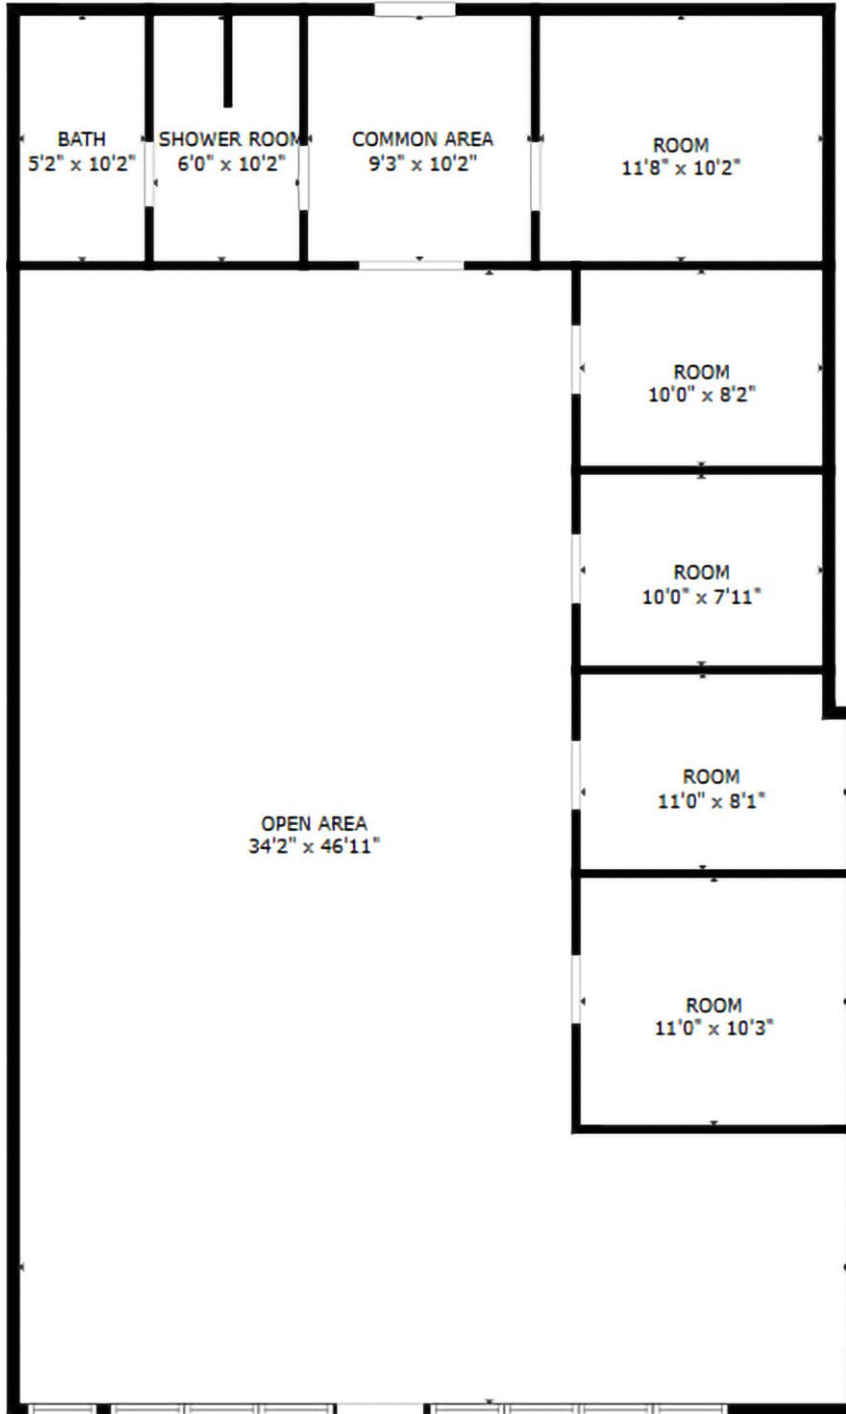 BATH
5'2" x 10'2"
SHOWER ROOM
6'0" x 10'2"
COMMON AREA
9'3" x 10'2"
ROOM
11'8" x 10'2"
ROOM
10'0" x 8'2"
ROOM
10'0" x 7'11"
ROOM
11'0" x 8'1"
OPEN AREA
34'2" x 46'11"
ROOM
11'0" x 10'3"